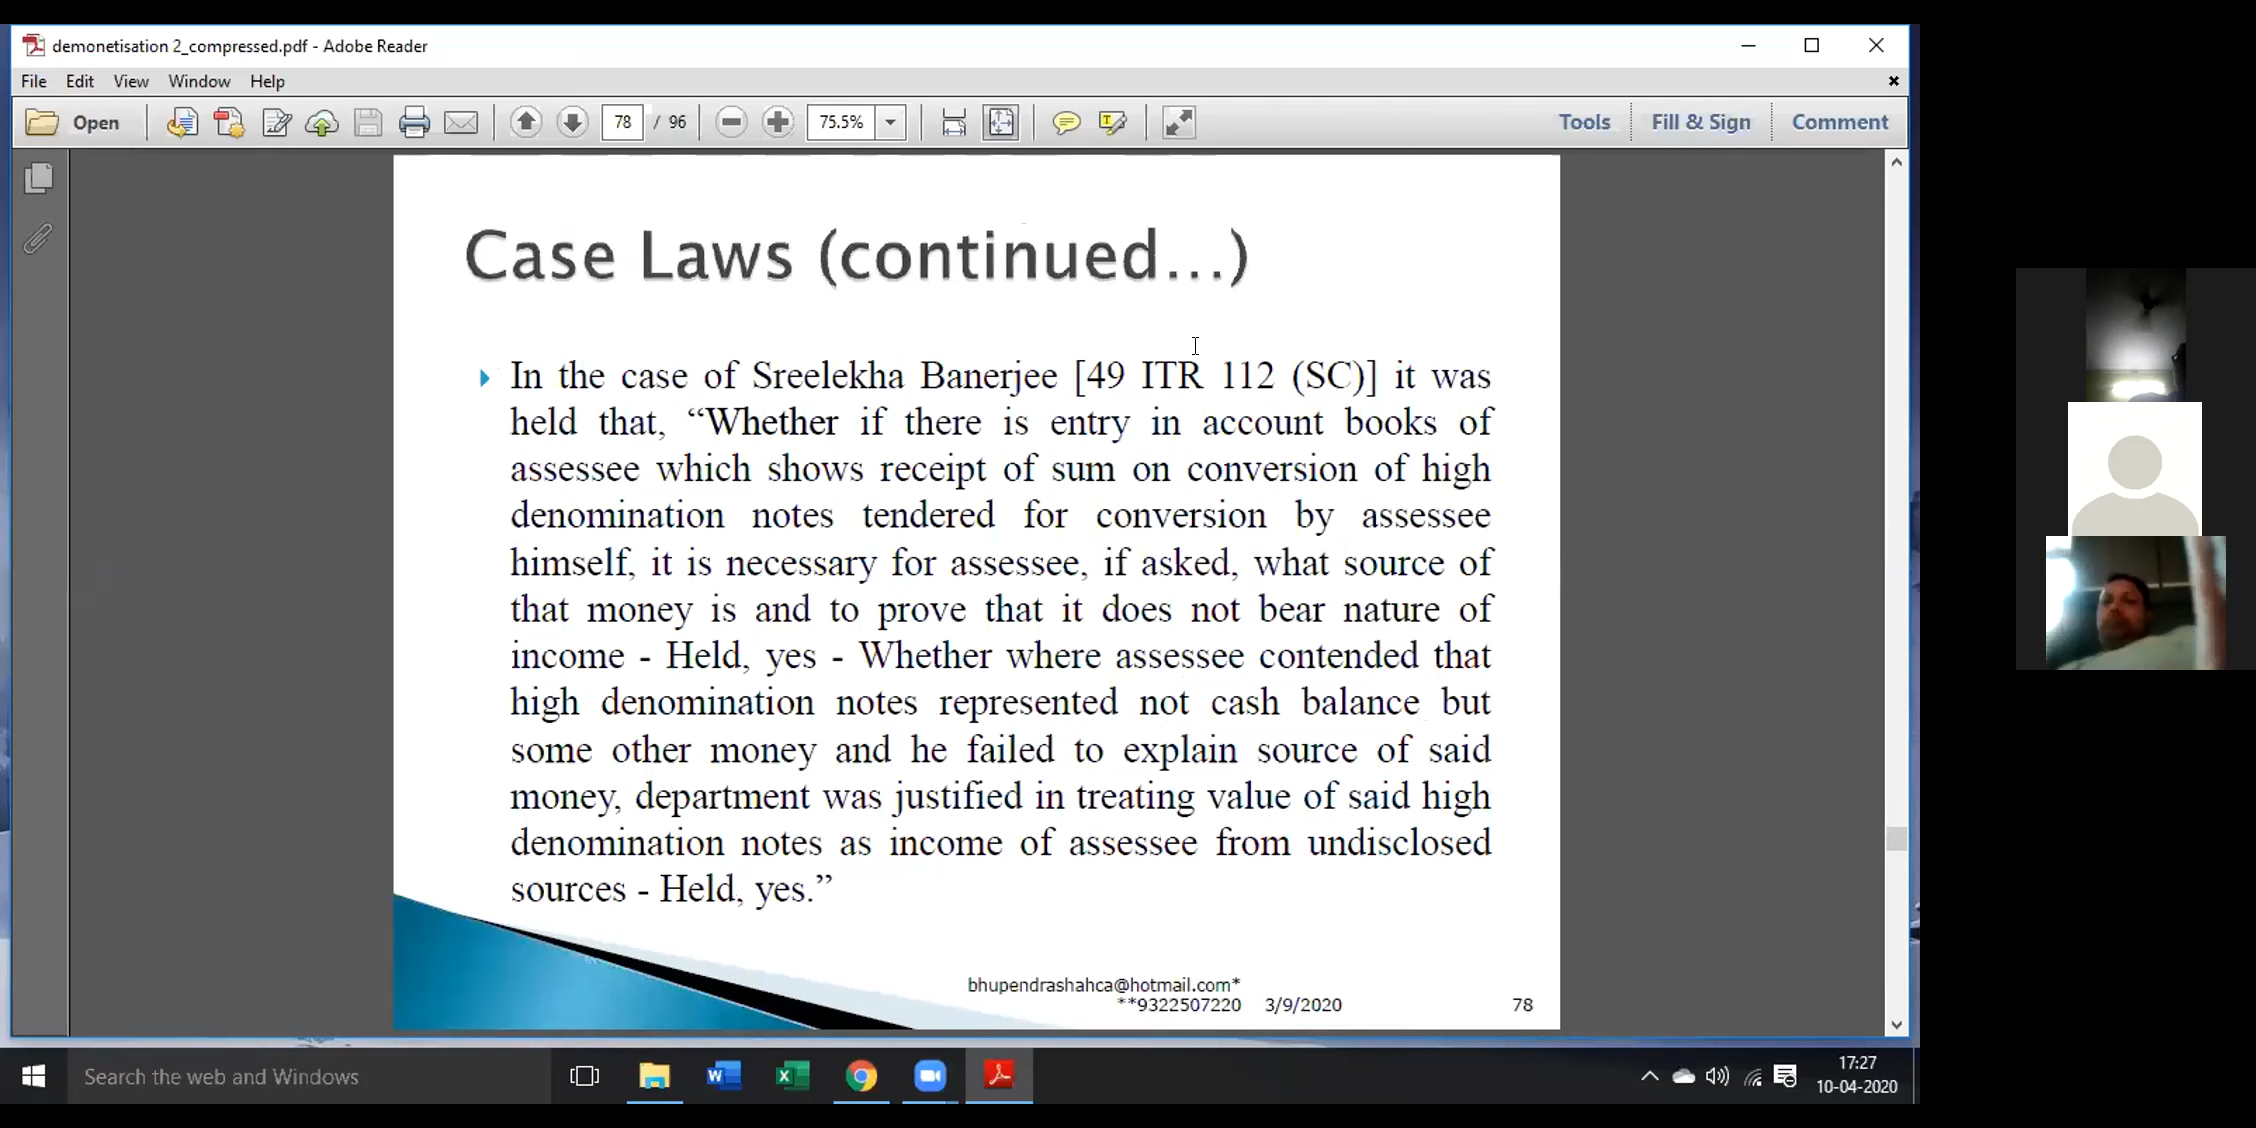 demonetisation 2_compressed.pdf - Adobe Reader
File Edit View Window Help
Open 78 / 96 75.5% Tools Fill & Sign Comment
Case Laws (continued...)
In the case of Sreelekha Banerjee [49 ITR 112 (SC)] it was
held that, “Whether if there is entry in account books of
assessee which shows receipt of sum on conversion of high
denomination notes tendered for conversion by assessee
himself, it is necessary for assessee, if asked, what source of
that money is and to prove that it does not bear nature of
income - Held, yes - Whether where assessee contended that
high denomination notes represented not cash balance but
some other money and he failed to explain source of said
money, department was justified in treating value of said high
denomination notes as income of assessee from undisclosed
sources - Held, yes.”
bhupendrashahca@hotmail.com*
**9322507220 3/9/2020 78
Search the web and Windows
17:27
10-04-2020